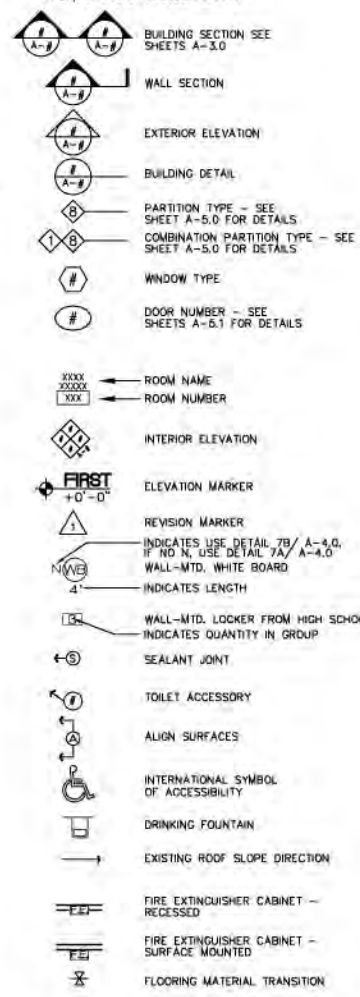 # #
A-# A-#
BUILDING SECTION SEE
SHEETS A-3.0
#
A-#
WALL SECTION
#
A-#
EXTERIOR ELEVATION
#
A-#
BUILDING DETAIL
8
PARTITION TYPE - SEE
SHEET A-5.0 FOR DETAILS
1 8
COMBINATION PARTITION TYPE - SEE
SHEET A-5.0 FOR DETAILS
#
WINDOW TYPE
#
DOOR NUMBER - SEE
SHEETS A-5.1 FOR DETAILS
XXXX
XXXXX
ROOM NAME
XXX
ROOM NUMBER
# # # #
INTERIOR ELEVATION
FIRST
+0'-0"
ELEVATION MARKER
1
REVISION MARKER
INDICATES USE DETAIL 7B/ A-4.0,
IF NO N, USE DETAIL 7A/ A-4.0
N WB
WALL-MTD. WHITE BOARD
4'
INDICATES LENGTH
3
WALL-MTD. LOCKER FROM HIGH SCHO
INDICATES QUANTITY IN GROUP
S
SEALANT JOINT
#
TOILET ACCESSORY
A
ALIGN SURFACES
INTERNATIONAL SYMBOL
OF ACCESSIBILITY
DRINKING FOUNTAIN
EXISTING ROOF SLOPE DIRECTION
FE
FIRE EXTINGUISHER CABINET -
RECESSED
FE
FIRE EXTINGUISHER CABINET -
SURFACE MOUNTED
FLOORING MATERIAL TRANSITION